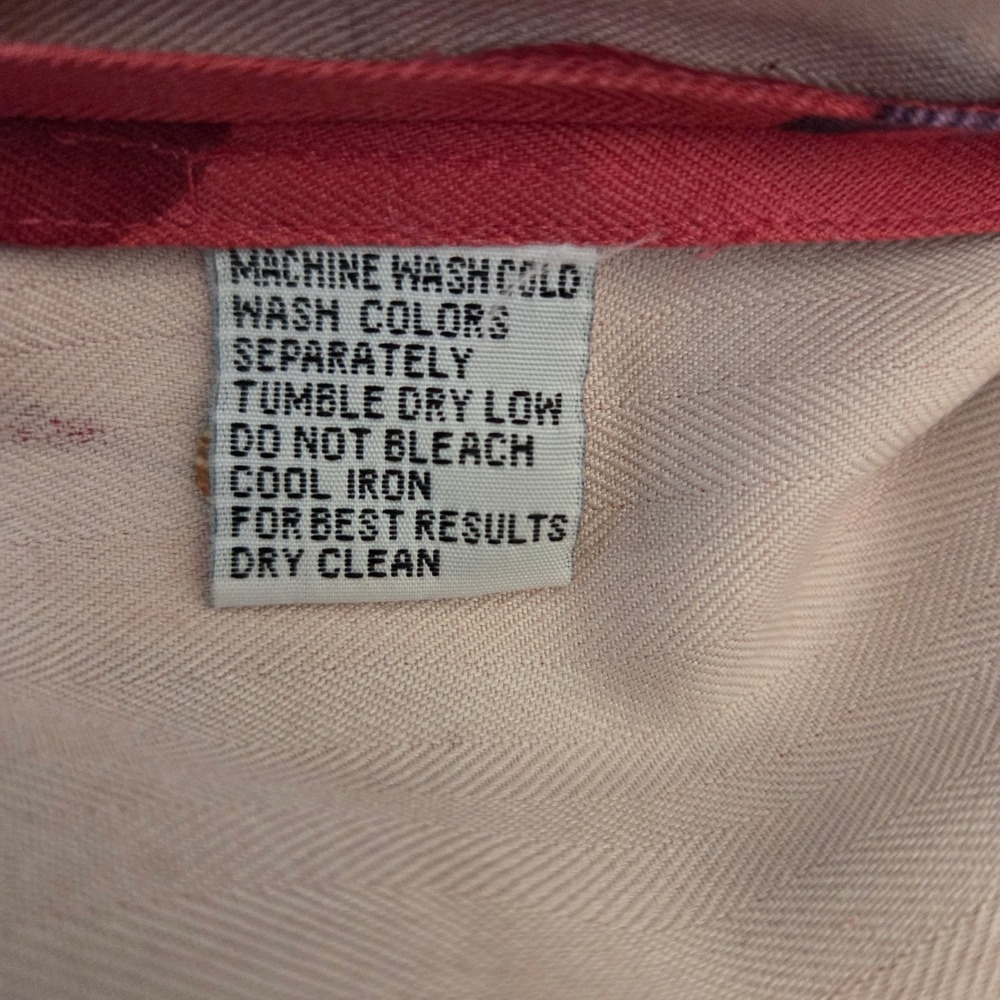 MACHINE WASH COLD
WASH COLORS
SEPARATELY
TUMBLE DRY LOW
DO NOT BLEACH
COOL IRON
FOR BEST RESULTS
DRY CLEAN